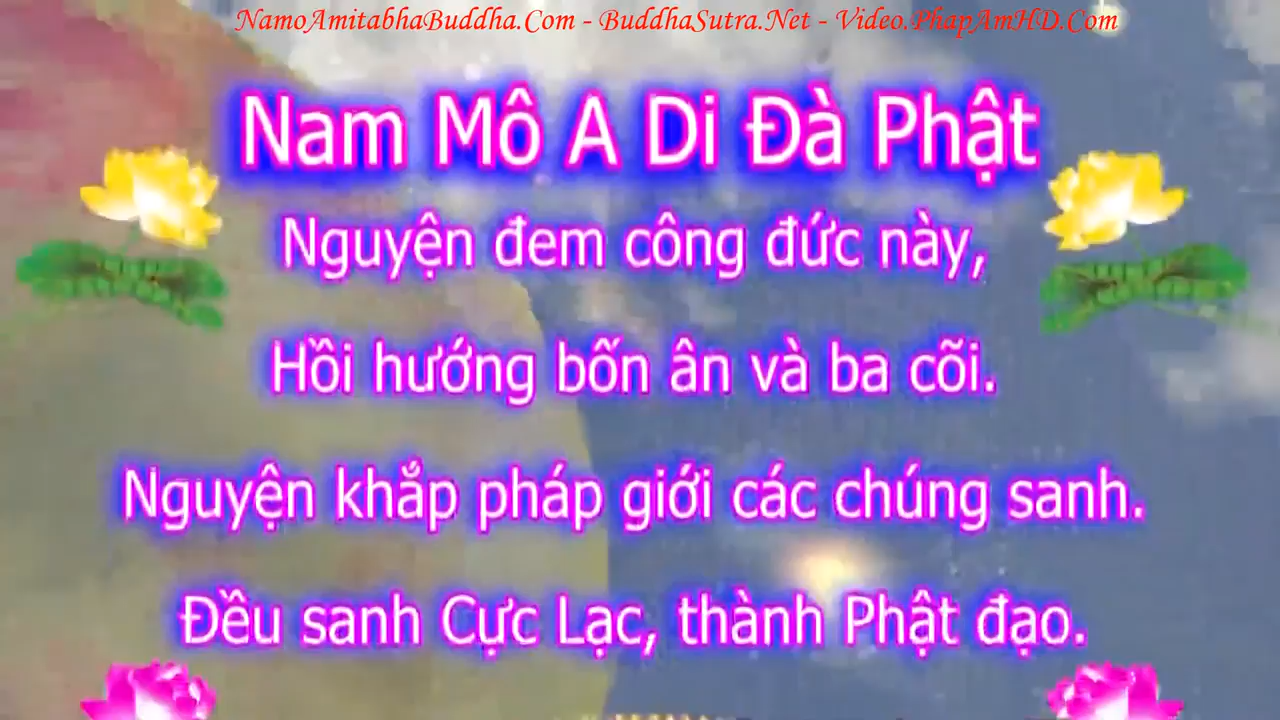 NamoAmitabhaBuddha.Com - BuddhaSutra.Net - Video.PhapAmHD.Com
Nam Mô A Di Đà Phật
Nguyện đem công đức này,
Hồi hướng bốn ân và ba cõi.
Nguyện khắp pháp giới các chúng sanh.
Đều sanh Cực Lạc, thành Phật đạo.